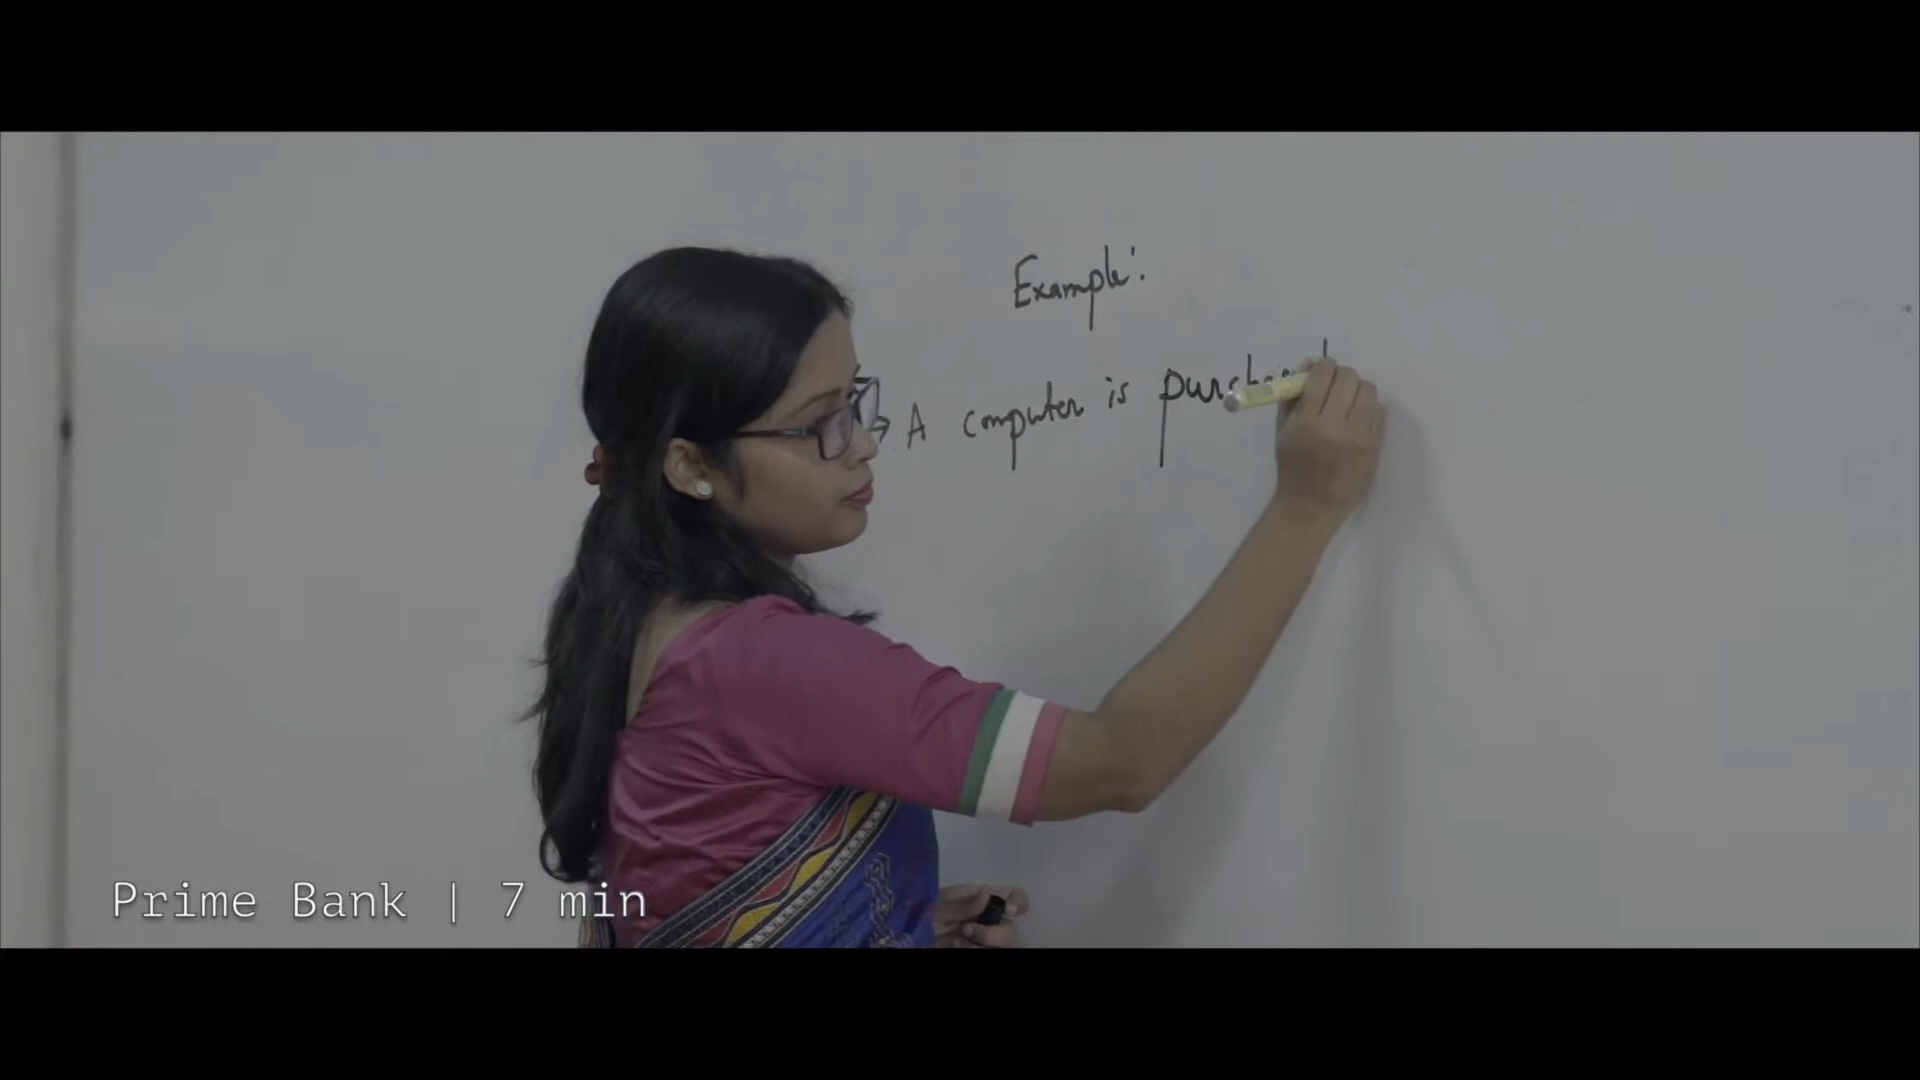 Example:
→ A computer is
Prime Bank | 7 min